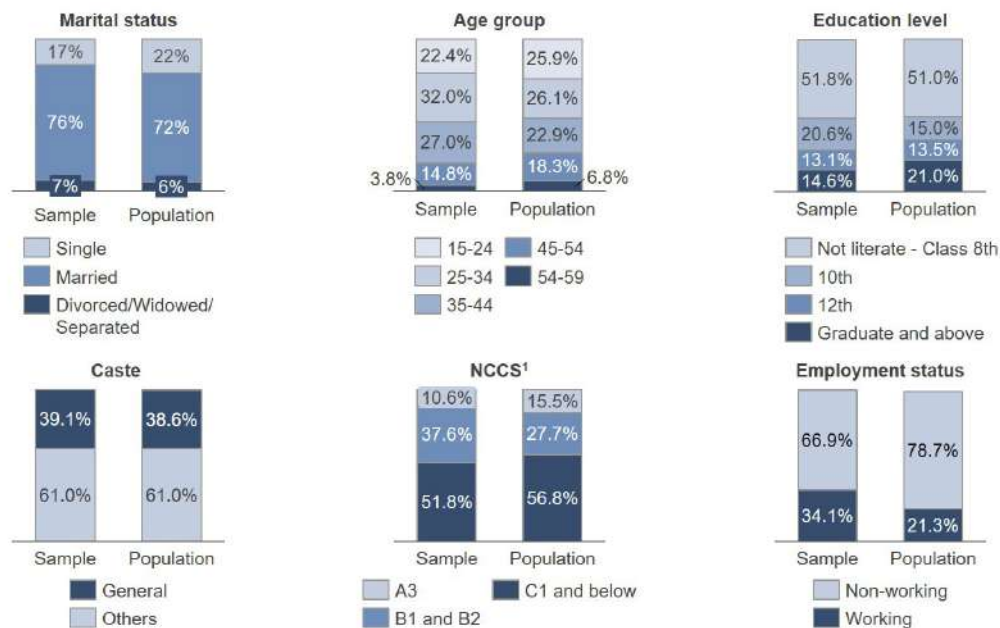 Marital status
17%
22%
76%
72%
7%
6%
Sample
Population
Single
Married
Divorced/Widowed/
Separated
Age group
22.4%
25.9%
32.0%
26.1%
27.0%
22.9%
14.8%
18.3%
3.8%
6.8%
Sample
Population
15-24
45-54
25-34
54-59
35-44
Education level
51.8%
51.0%
20.6%
15.0%
13.1%
13.5%
14.6%
21.0%
Sample
Population
Not literate - Class 8th
10th
12th
Graduate and above
Caste
39.1%
38.6%
61.0%
61.0%
Sample
Population
General
Others
NCCS¹
10.6%
15.5%
37.6%
27.7%
51.8%
56.8%
Sample
Population
A3
C1 and below
B1 and B2
Employment status
66.9%
78.7%
34.1%
21.3%
Sample
Population
Non-working
Working